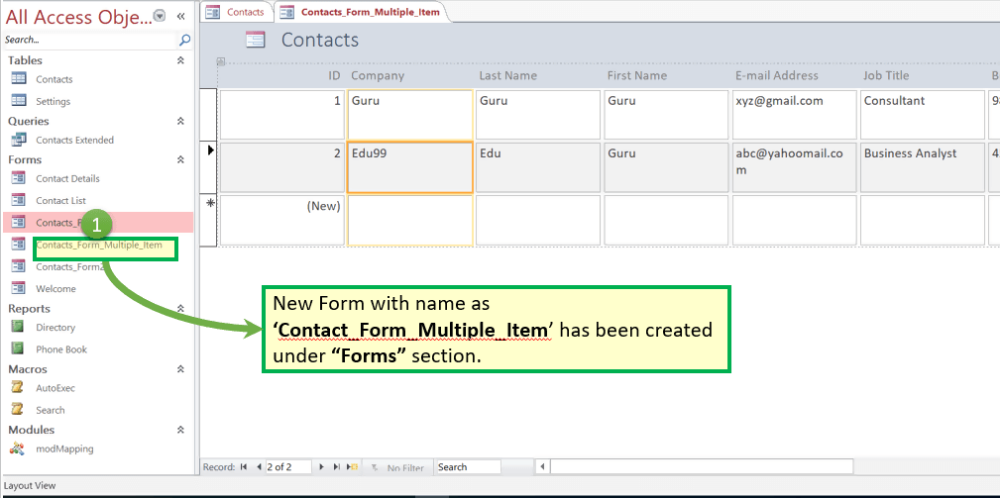 All Access Obje...
Search...
Tables
Contacts
Settings
Queries
Contacts Extended
Forms
Contact Details
Contact List
Contacts_F
1
Contacts_Form_Multiple_Item
Contacts_Form2
Welcome
Reports
Directory
Phone Book
Macros
AutoExec
Search
Modules
modMapping
Contacts Contacts_Form_Multiple_Item
Contacts
ID Company Last Name First Name E-mail Address Job Title B
1 Guru Guru Guru xyz@gmail.com Consultant 98
2 Edu99 Edu Guru abc@yahoomail.co Business Analyst 4
m
(New)
New Form with name as
‘Contact_Form_Multiple_Item’ has been created
under “Forms” section.
Record: 2 of 2 No Filter Search
Layout View